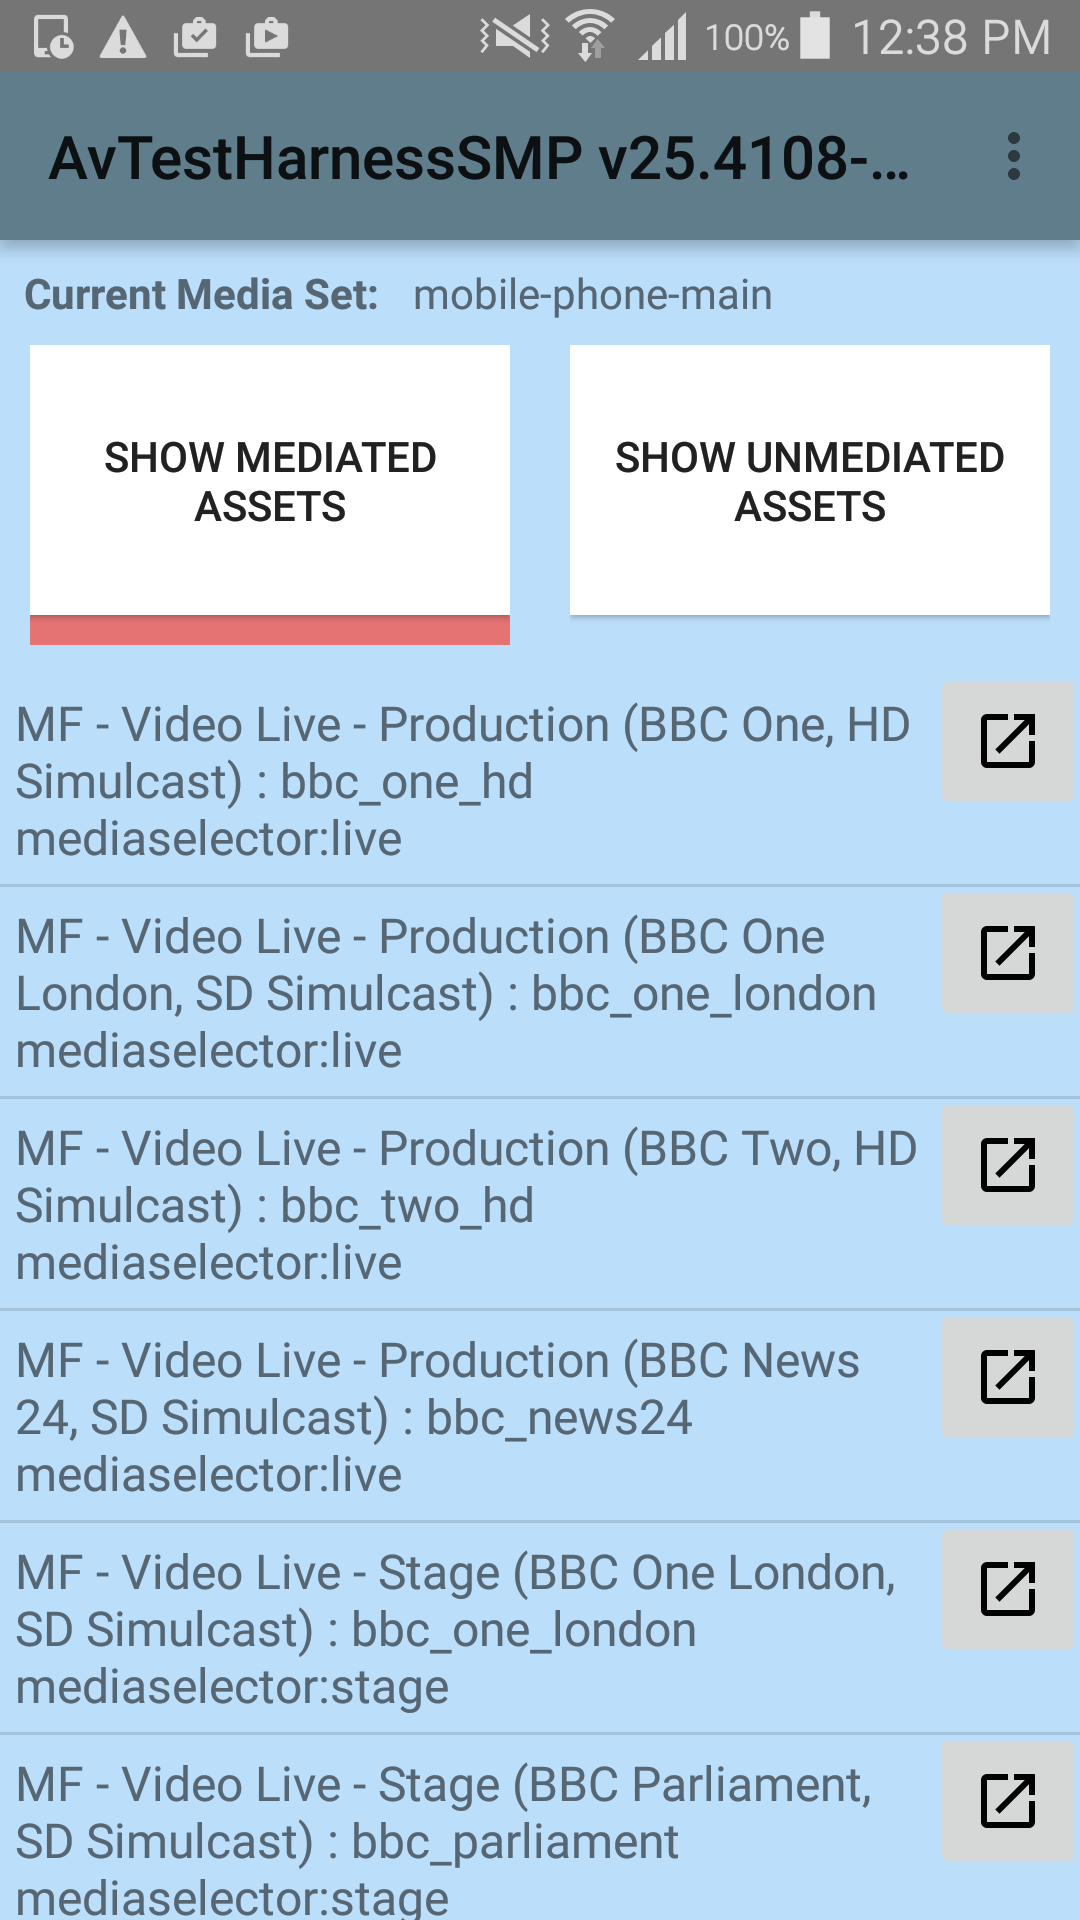 100% 12:38 PM
AvTestHarnessSMP v25.4108-...
Current Media Set: mobile-phone-main
SHOW MEDIATED
ASSETS
SHOW UNMEDIATED
ASSETS
MF - Video Live - Production (BBC One, HD
Simulcast) : bbc_one_hd
mediaselector:live
MF - Video Live - Production (BBC One
London, SD Simulcast) : bbc_one_london
mediaselector:live
MF - Video Live - Production (BBC Two, HD
Simulcast) : bbc_two_hd
mediaselector:live
MF - Video Live - Production (BBC News
24, SD Simulcast) : bbc_news24
mediaselector:live
MF - Video Live - Stage (BBC One London,
SD Simulcast) : bbc_one_london
mediaselector:stage
MF - Video Live - Stage (BBC Parliament,
SD Simulcast) : bbc_parliament
mediaselector:stage